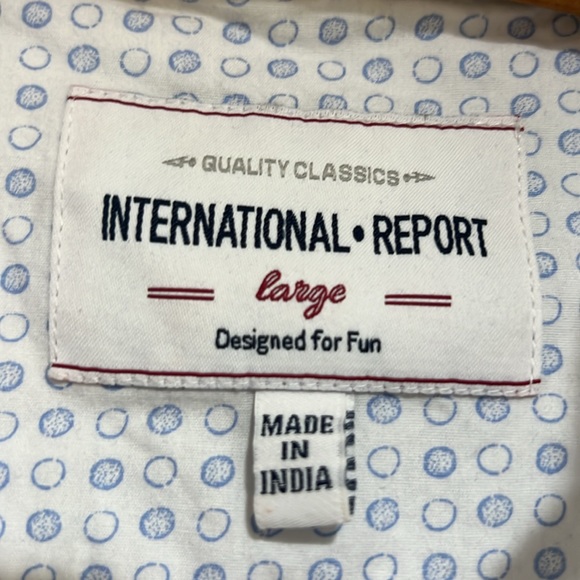 QUALITY CLASSICS
INTERNATIONAL • REPORT
large
Designed for Fun
MADE
IN
INDIA